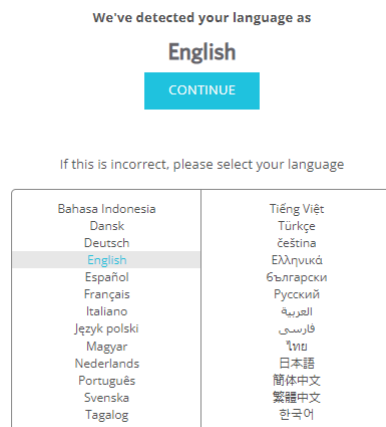 We've detected your language as
English
CONTINUE
If this is incorrect, please select your language
Bahasa Indonesia
Dansk
Deutsch
English
Español
Français
Italiano
Język polski
Magyar
Nederlands
Português
Svenska
Tagalog
Tiếng Việt
Türkçe
čeština
Ελληνικά
български
Русский
العربية
فارسی
ไทย
日本語
简体中文
繁體中文
한국어